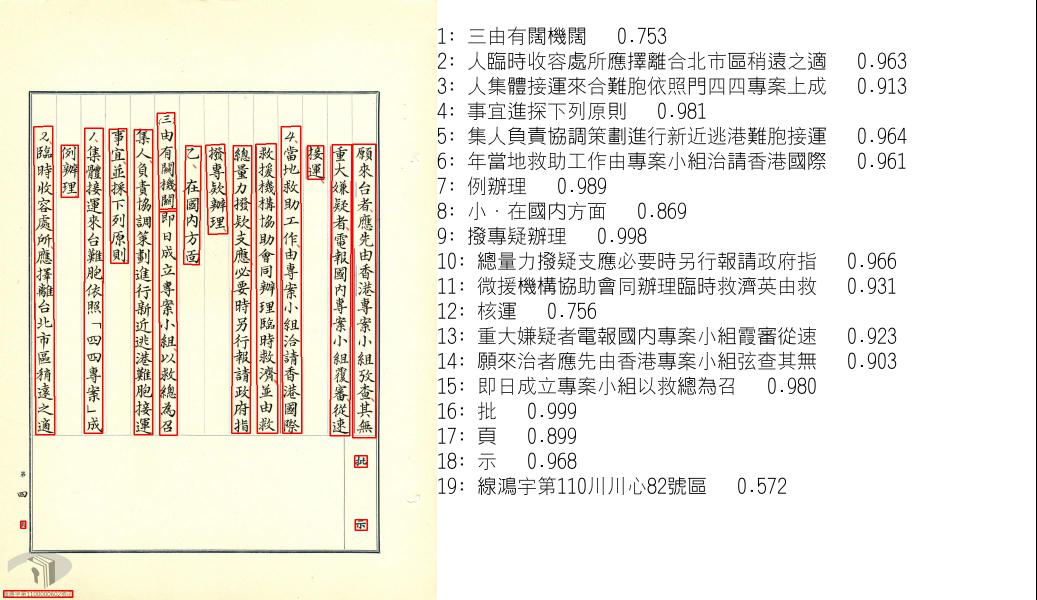 願來台者應先由香港專案小組攷查其無
重大嫌疑者電報國內專案小組覆審從速
接運
4.當地救助工作由專案小組洽請香港國際
救援機構協助會同辦理臨時救濟並由救
總量力撥款支應必要時另行報請政府指
撥專款辦理
乙、在國內方面
三由有關機關即日成立專案小組以救總為召
集人負責協調策劃進行新近逃港難胞接運
事宜並採下列原則
1.集體接運來台難胞依照「四四專案」成
例辦理
2.臨時收容處所應擇離台北市區稍遠之適
批示
第四頁
1: 三由有闊機闊 0.753
2: 人臨時收容處所應擇離合北市區稍遠之適 0.963
3: 人集體接運來合難胞依照門四四專案上成 0.913
4: 事宜進探下列原則 0.981
5: 集人負責協調策劃進行新近逃港難胞接運 0.964
6: 年當地救助工作由專案小組治請香港國際 0.961
7: 例辦理 0.989
8: 小·在國内方面 0.869
9: 撥專疑辦理 0.998
10: 總量力撥疑支應必要時另行報請政府指 0.966
11: 微援機構協助會同辦理臨時救濟英由救 0.931
12: 核運 0.756
13: 重大嫌疑者電報國内專案小組霞審從速 0.923
14: 願來治者應先由香港專案小組弦查其無 0.903
15: 即日成立專案小組以救總為召 0.980
16: 批 0.999
17: 頁 0.899
18: 示 0.968
19: 線鴻宇第110川川心82號區 0.572